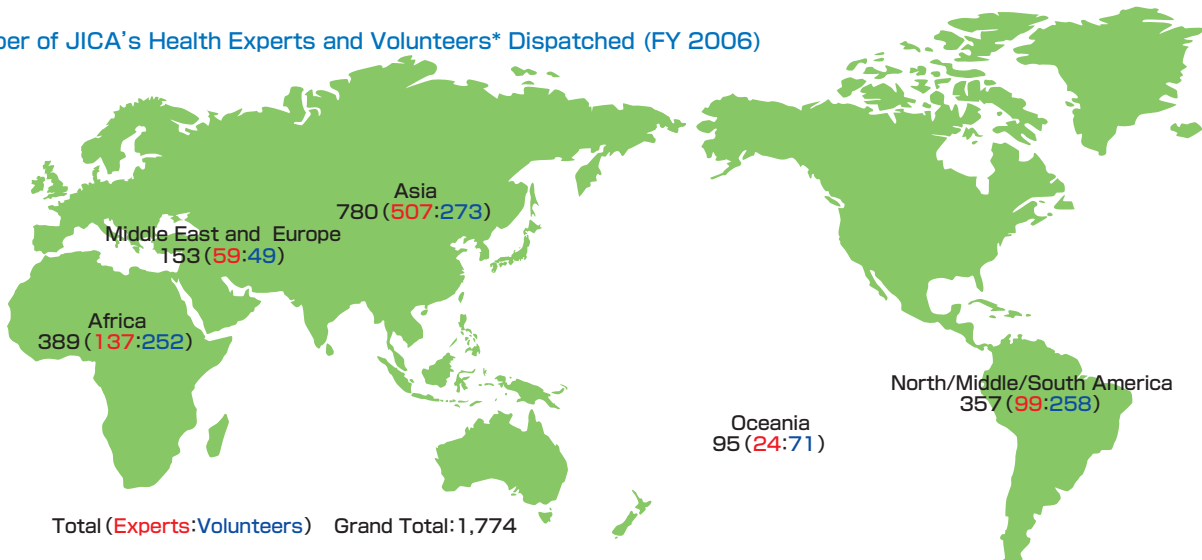 ber of JICA's Health Experts and Volunteers* Dispatched (FY 2006)
Asia
780 (507:273)
Middle East and Europe
153 (59:49)
Africa
389 (137:252)
North/Middle/South America
357 (99:258)
Oceania
95 (24:71)
Total (Experts:Volunteers) Grand Total:1,774